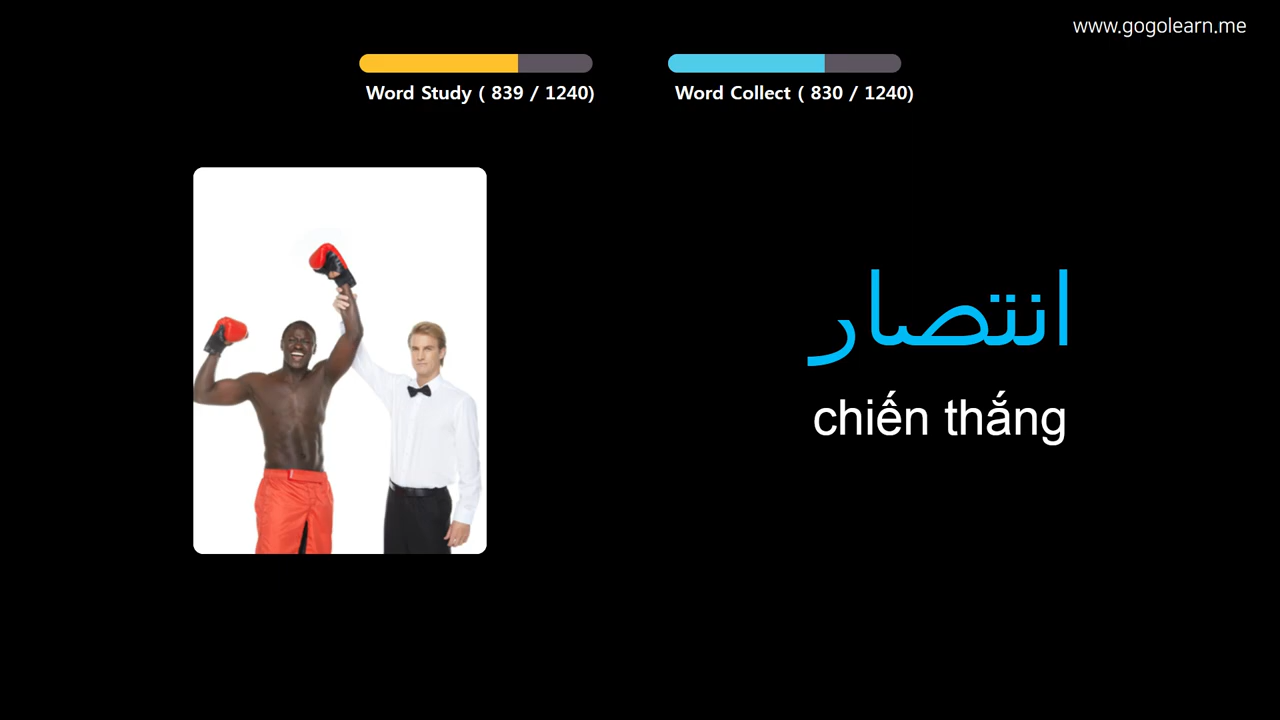 www.gogolearn.me
Word Study ( 839 / 1240)
Word Collect ( 830 / 1240)
انتصار
chiến thắng